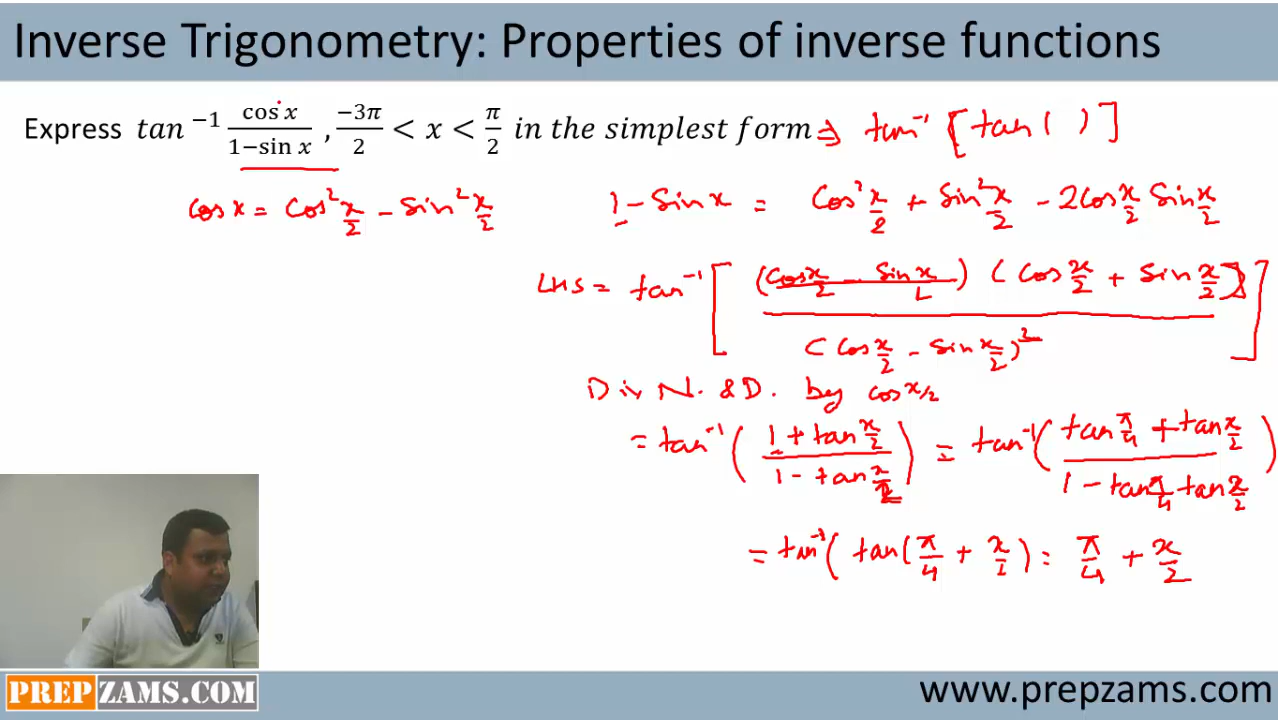 Inverse Trigonometry: Properties of inverse functions
Express tan⁻¹ cos x / 1−sin x , −3π/2 < x < π/2 in the simplest form ⇒ tan⁻¹ [tan( )]
cos x = cos² x/2 − sin² x/2
1 − sin x = cos² x/2 + sin² x/2 − 2cos x/2 sin x/2
LHS = tan⁻¹ [ (cos x/2 − sin x/2) (cos x/2 + sin x/2) / (cos x/2 − sin x/2)² ]
Div N. & D. by cos x/2
= tan⁻¹ ( 1 + tan x/2 / 1 − tan x/2 ) = tan⁻¹ ( tan π/4 + tan x/2 / 1 − tan π/4 tan x/2 )
= tan⁻¹ ( tan ( π/4 + x/2 ) = π/4 + x/2
PREPZAMS.COM
www.prepzams.com